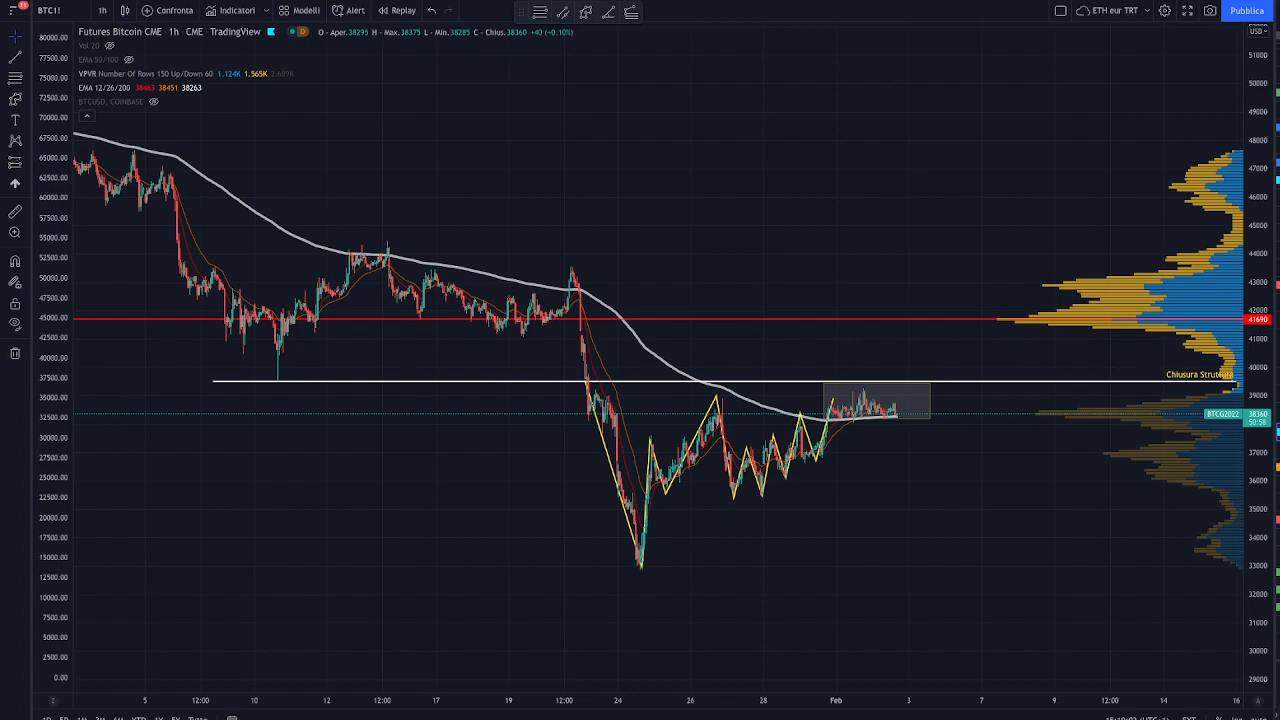 11
BTC1!
1h
Confronta
Indicatori
Modelli
Alert
Replay
ETH eur TRT
Pubblica
Futures Bitcoin CME · 1h · CME TradingView D O - Aper.38295 H - Max.38375 L - Min.38285 C - Chius.38360 +40 (+0.10%)
Vol 20
EMA 50/100
YPVR Number Of Rows 150 Up/Down 60 1.124K 1.565K 2.689K
EMA 12/26/200 38463 38451 38263
BTCUSD, COINBASE
USD
80000.00
77500.00
75000.00
72500.00
70000.00
67500.00
65000.00
62500.00
60000.00
57500.00
55000.00
52500.00
50000.00
47500.00
45000.00
42500.00
40000.00
37500.00
35000.00
32500.00
30000.00
27500.00
25000.00
22500.00
20000.00
17500.00
15000.00
12500.00
10000.00
7500.00
5000.00
2500.00
0.00
51000
49000
48000
47000
46000
45000
44000
43000
42000
41690
40000
Chiusura Struttura
39000
BTCG2022 38360
50:58
37000
36000
35000
34000
33000
32000
31000
30000
29000
5 12:00 10 12 12:00 17 19 12:00 24 26 28 Feb 3 7 9 12:00 14 16